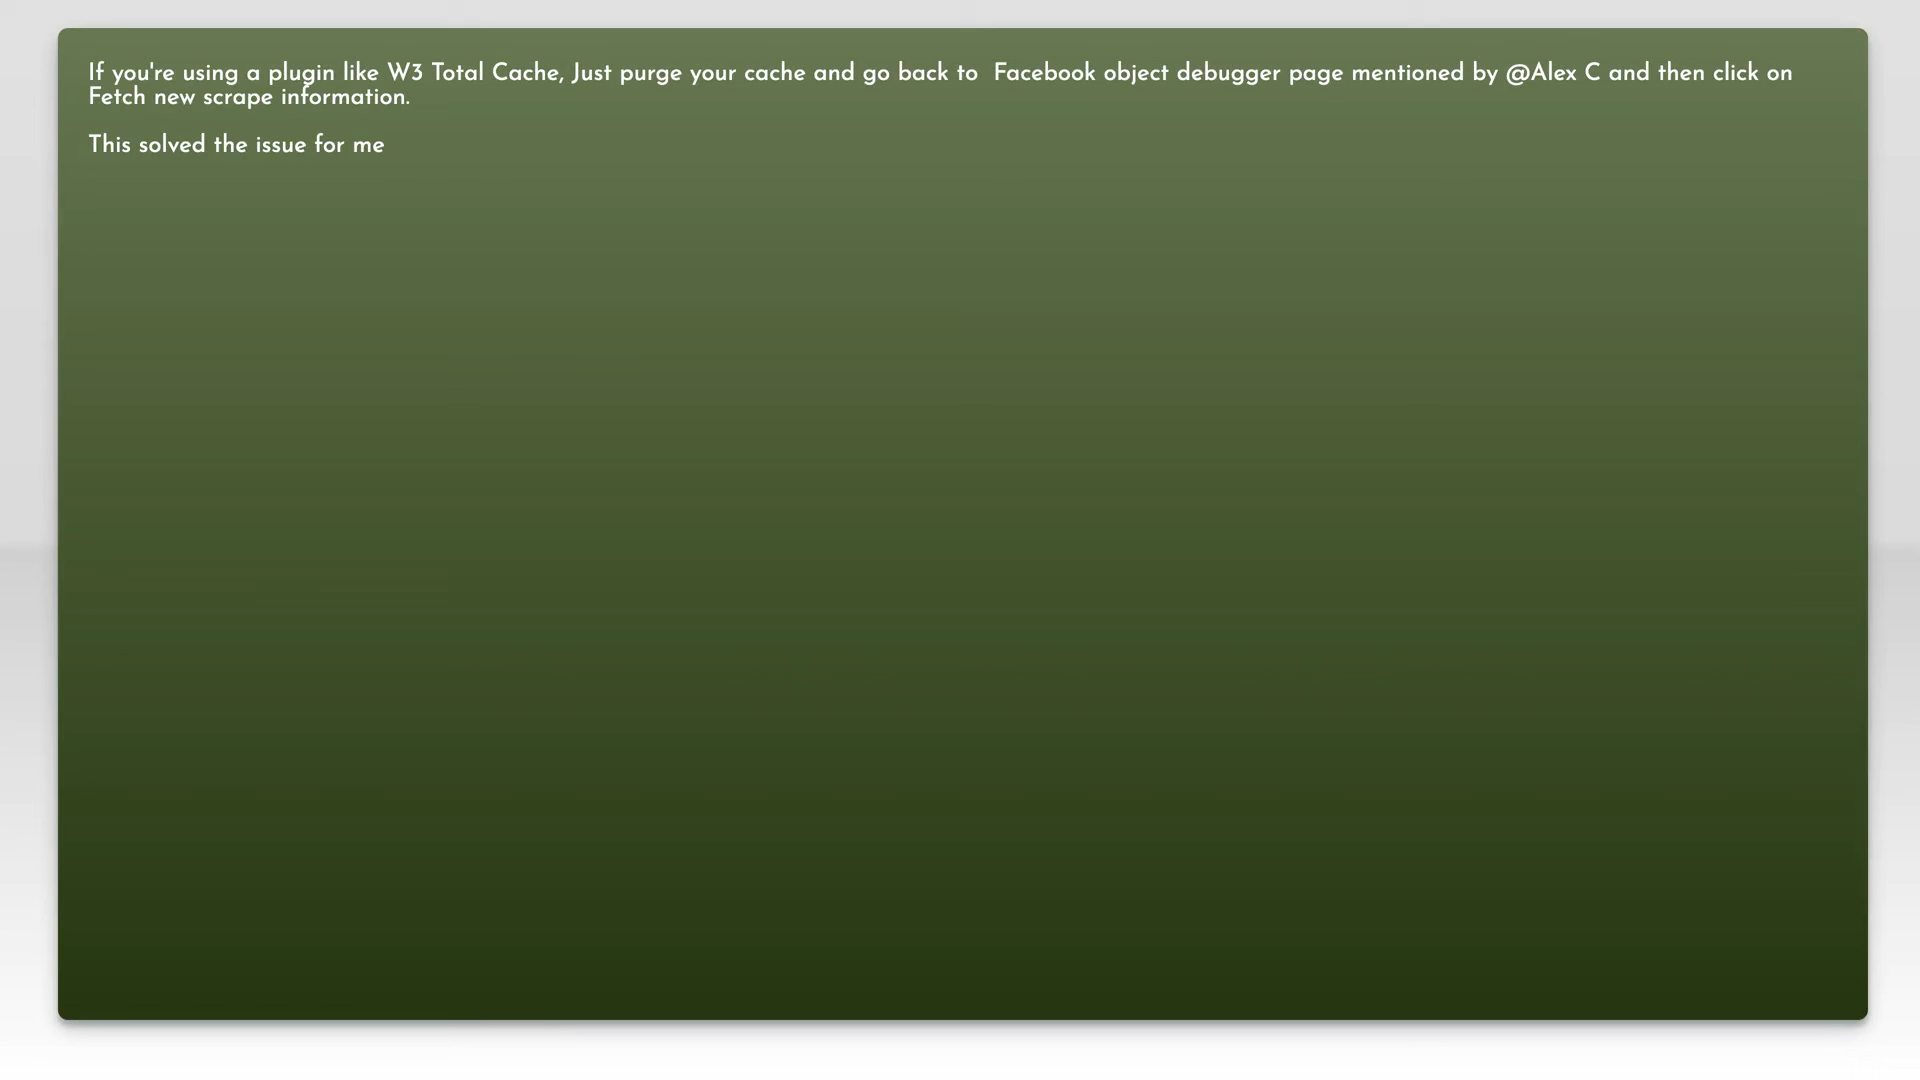 If you're using a plugin like W3 Total Cache, Just purge your cache and go back to  Facebook object debugger page mentioned by @Alex C and then click on
Fetch new scrape information.
This solved the issue for me